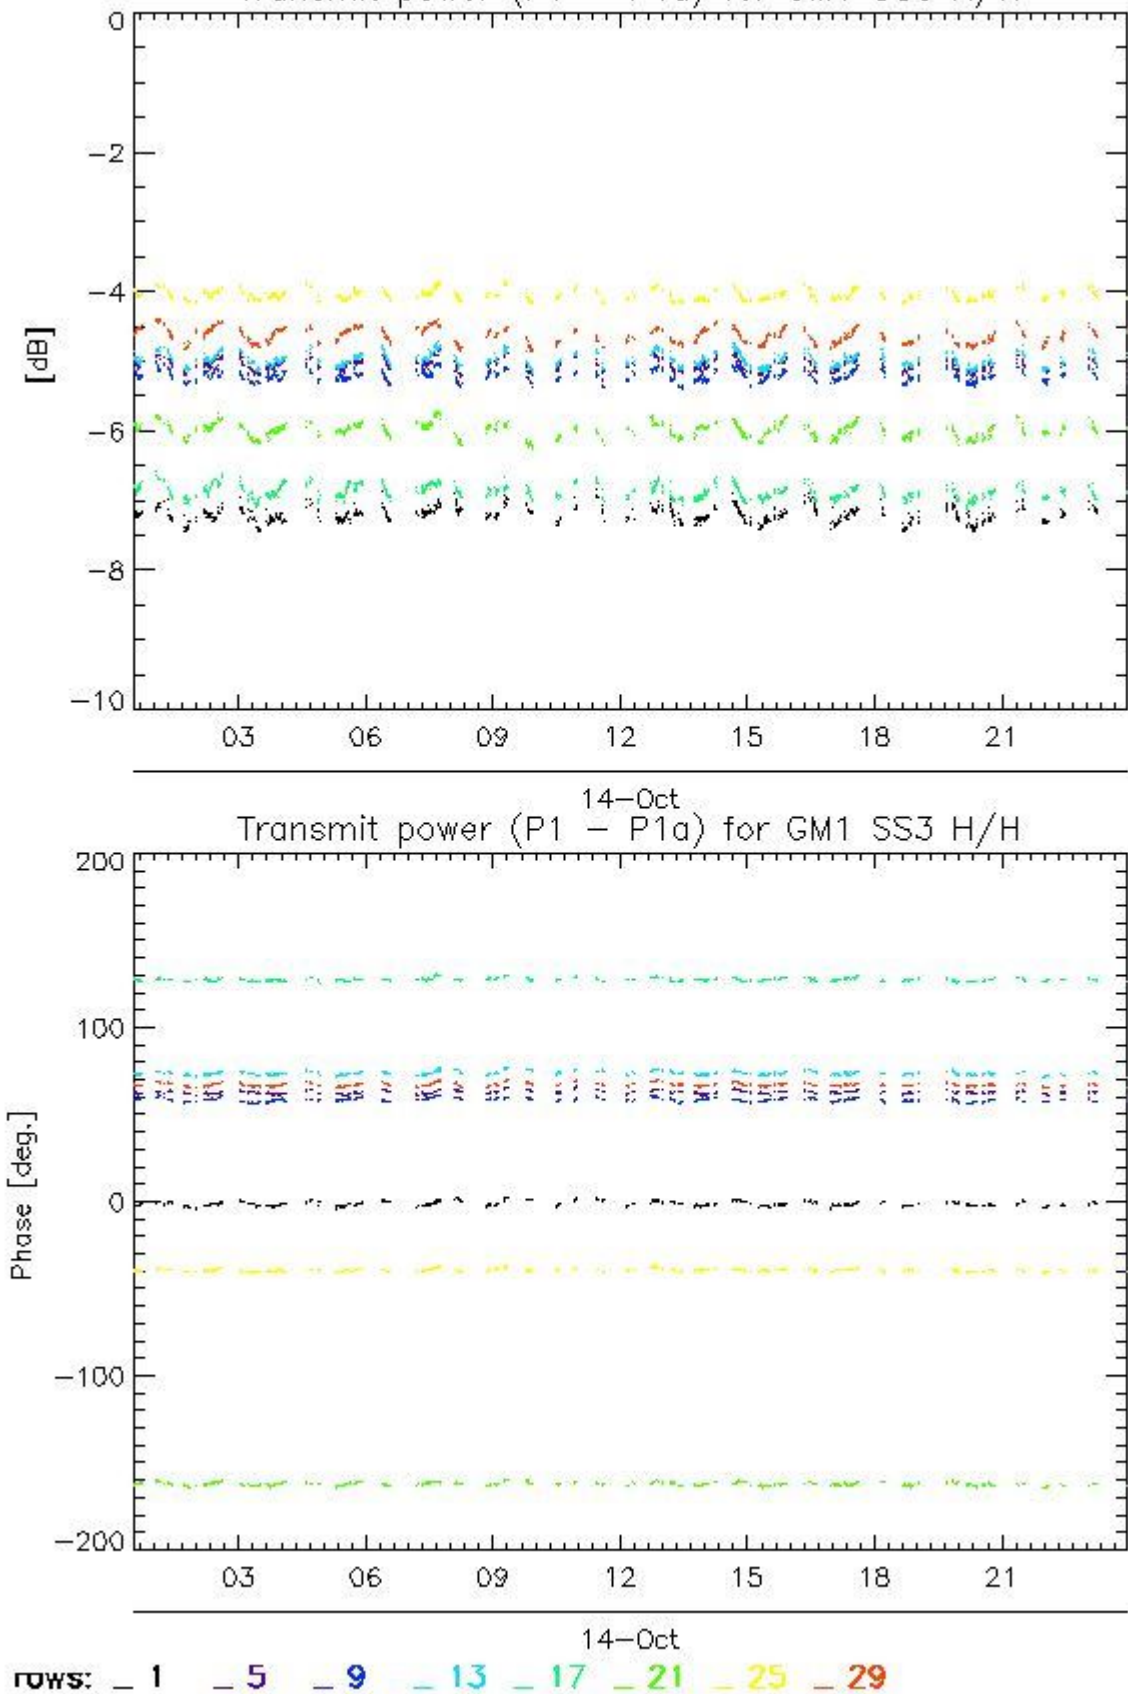 0
−2
−4
[dB]
−6
−8
−10
03 06 09 12 15 18 21
14−Oct
Transmit power (P1 − P1a) for GM1 SS3 H/H
200
100
0
Phase [deg.]
−100
−200
03 06 09 12 15 18 21
14−Oct
rows: _ 1 _ 5 _ 9 _ 13 _ 17 _ 21 _ 25 _ 29